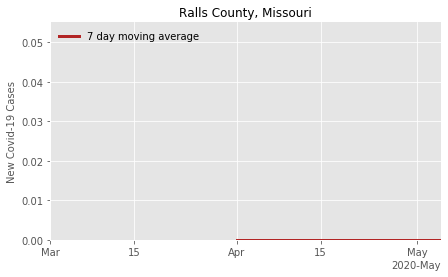 Ralls County, Missouri
7 day moving average
New Covid-19 Cases
0.05
0.04
0.03
0.02
0.01
0.00
Mar 15 Apr 15 May
2020-May